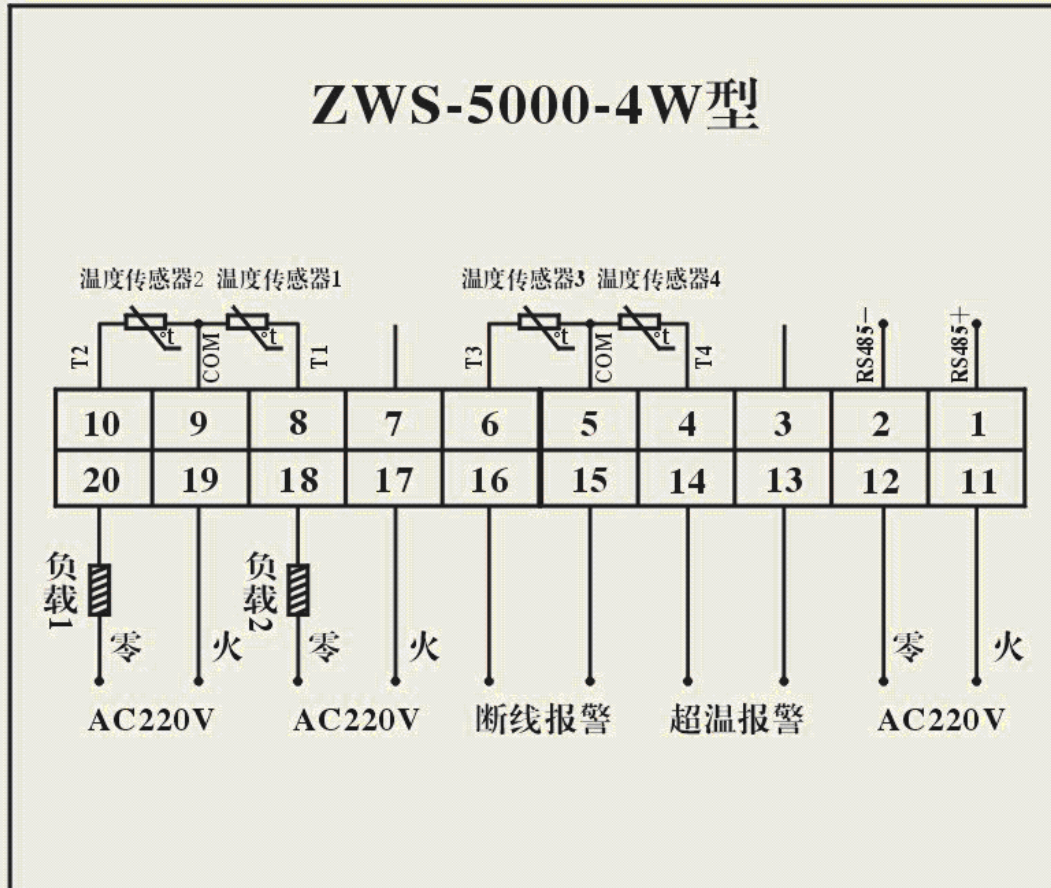 ZWS-5000-4W型
温度传感器2 温度传感器1 温度传感器3 温度传感器4
T2 °t COM °t T1 T3 °t COM °t T4 RS485- RS485+
10 9 8 7 6 5 4 3 2 1
20 19 18 17 16 15 14 13 12 11
负载1 负载2
零 火 零 火 零 火
AC220V AC220V 断线报警 超温报警 AC220V